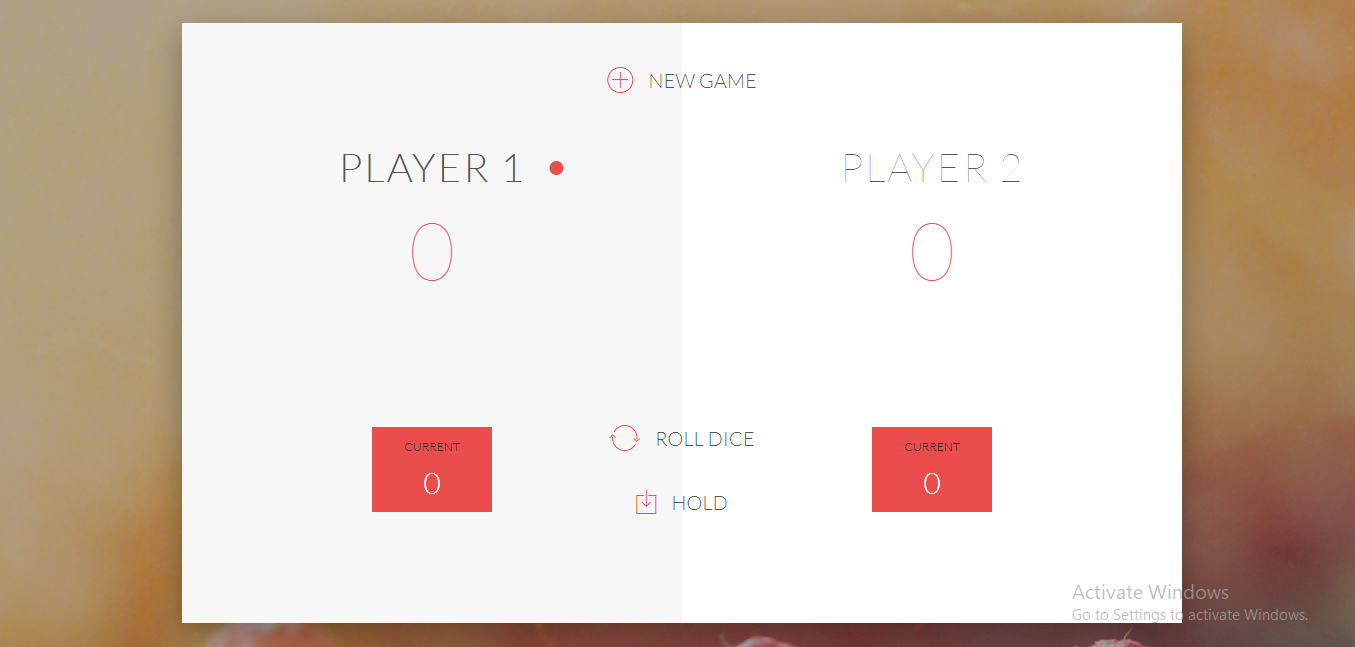 NEW GAME
PLAYER 1
PLAYER 2
0
0
CURRENT
0
ROLL DICE
HOLD
CURRENT
0
Activate Windows
Go to Settings to activate Windows.